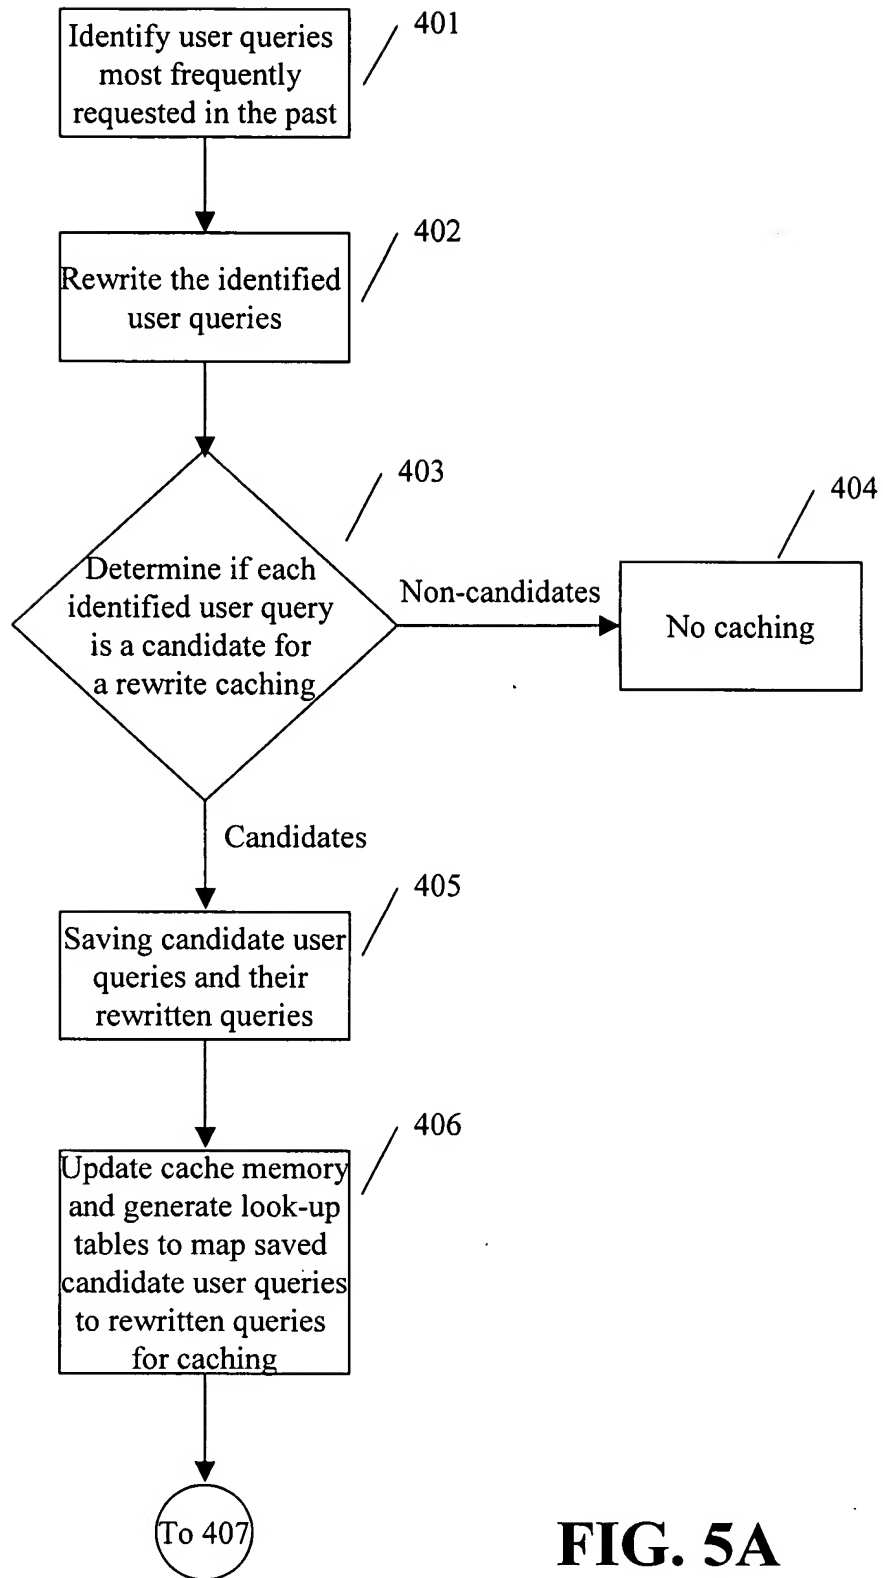 Identify user queries
most frequently
requested in the past
401
Rewrite the identified
user queries
402
Determine if each
identified user query
is a candidate for
a rewrite caching
403
Non-candidates
404
No caching
Candidates
405
Saving candidate user
queries and their
rewritten queries
406
Update cache memory
and generate look-up
tables to map saved
candidate user queries
to rewritten queries
for caching
To 407
FIG. 5A